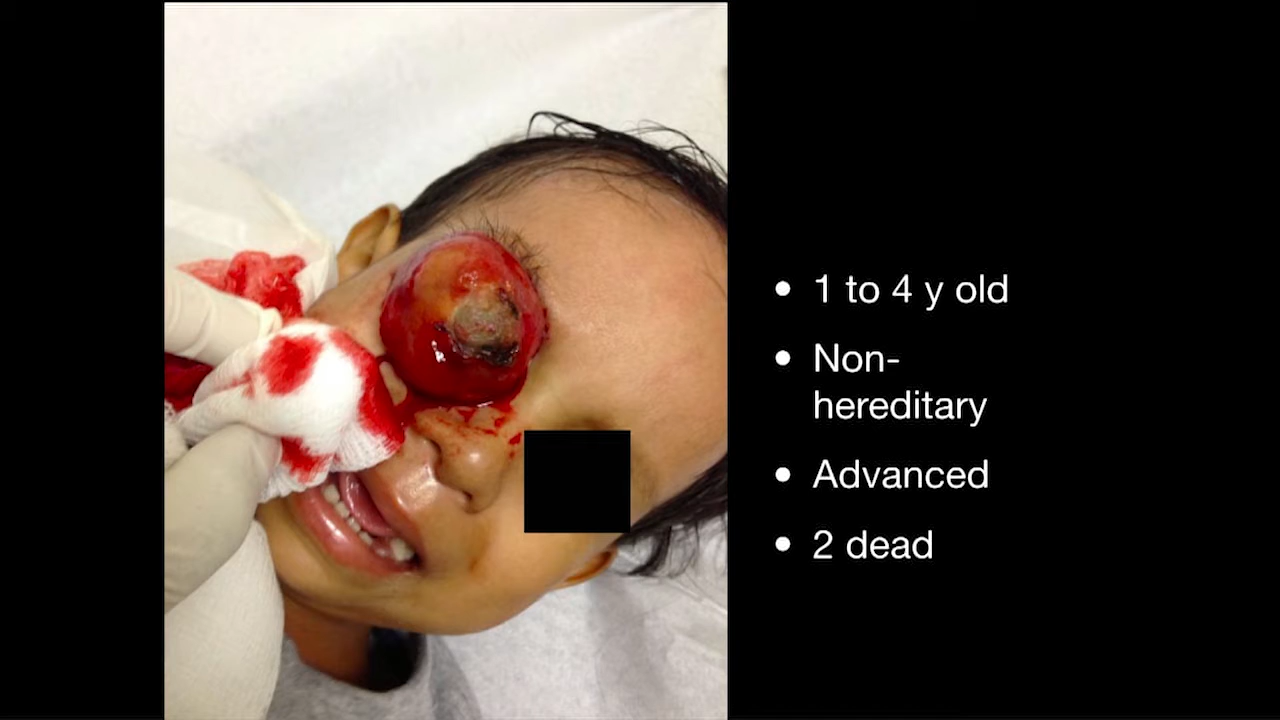 • 1 to 4 y old
• Non-
hereditary
• Advanced
• 2 dead